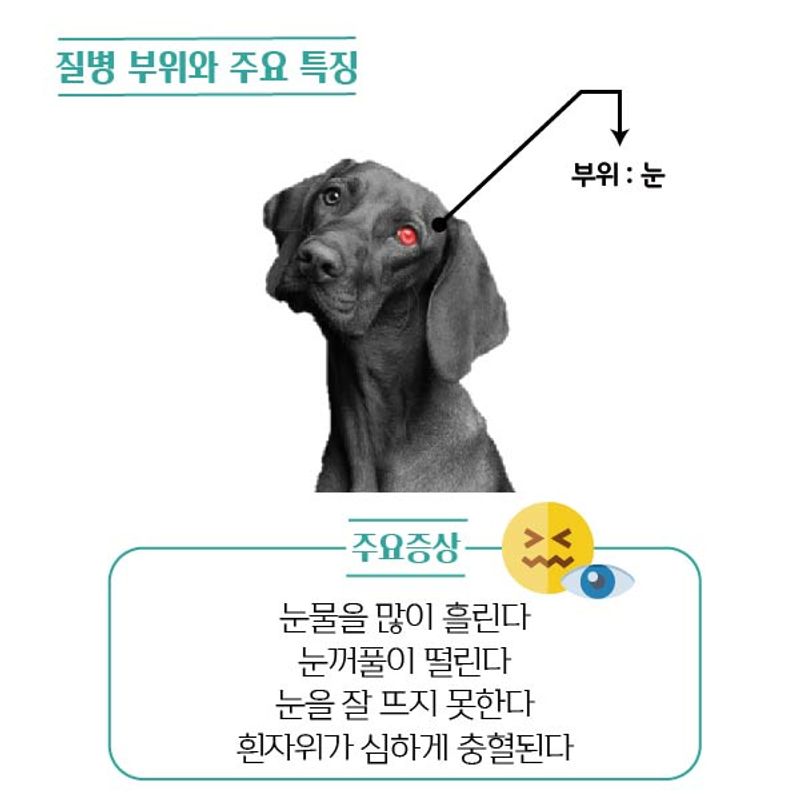 질병 부위와 주요 특징
부위 : 눈
주요증상
눈물을 많이 흘린다
눈꺼풀이 떨린다
눈을 잘 뜨지 못한다
흰자위가 심하게 충혈된다